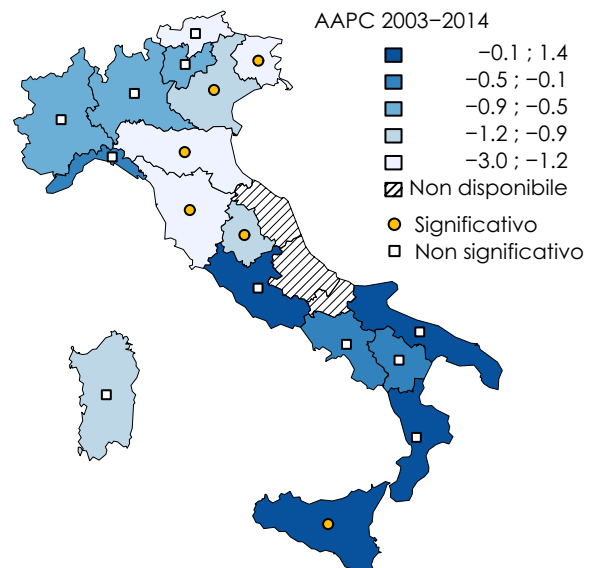 AAPC 2003−2014
−0.1 ; 1.4
−0.5 ; −0.1
−0.9 ; −0.5
−1.2 ; −0.9
−3.0 ; −1.2
Non disponibile
Significativo
Non significativo